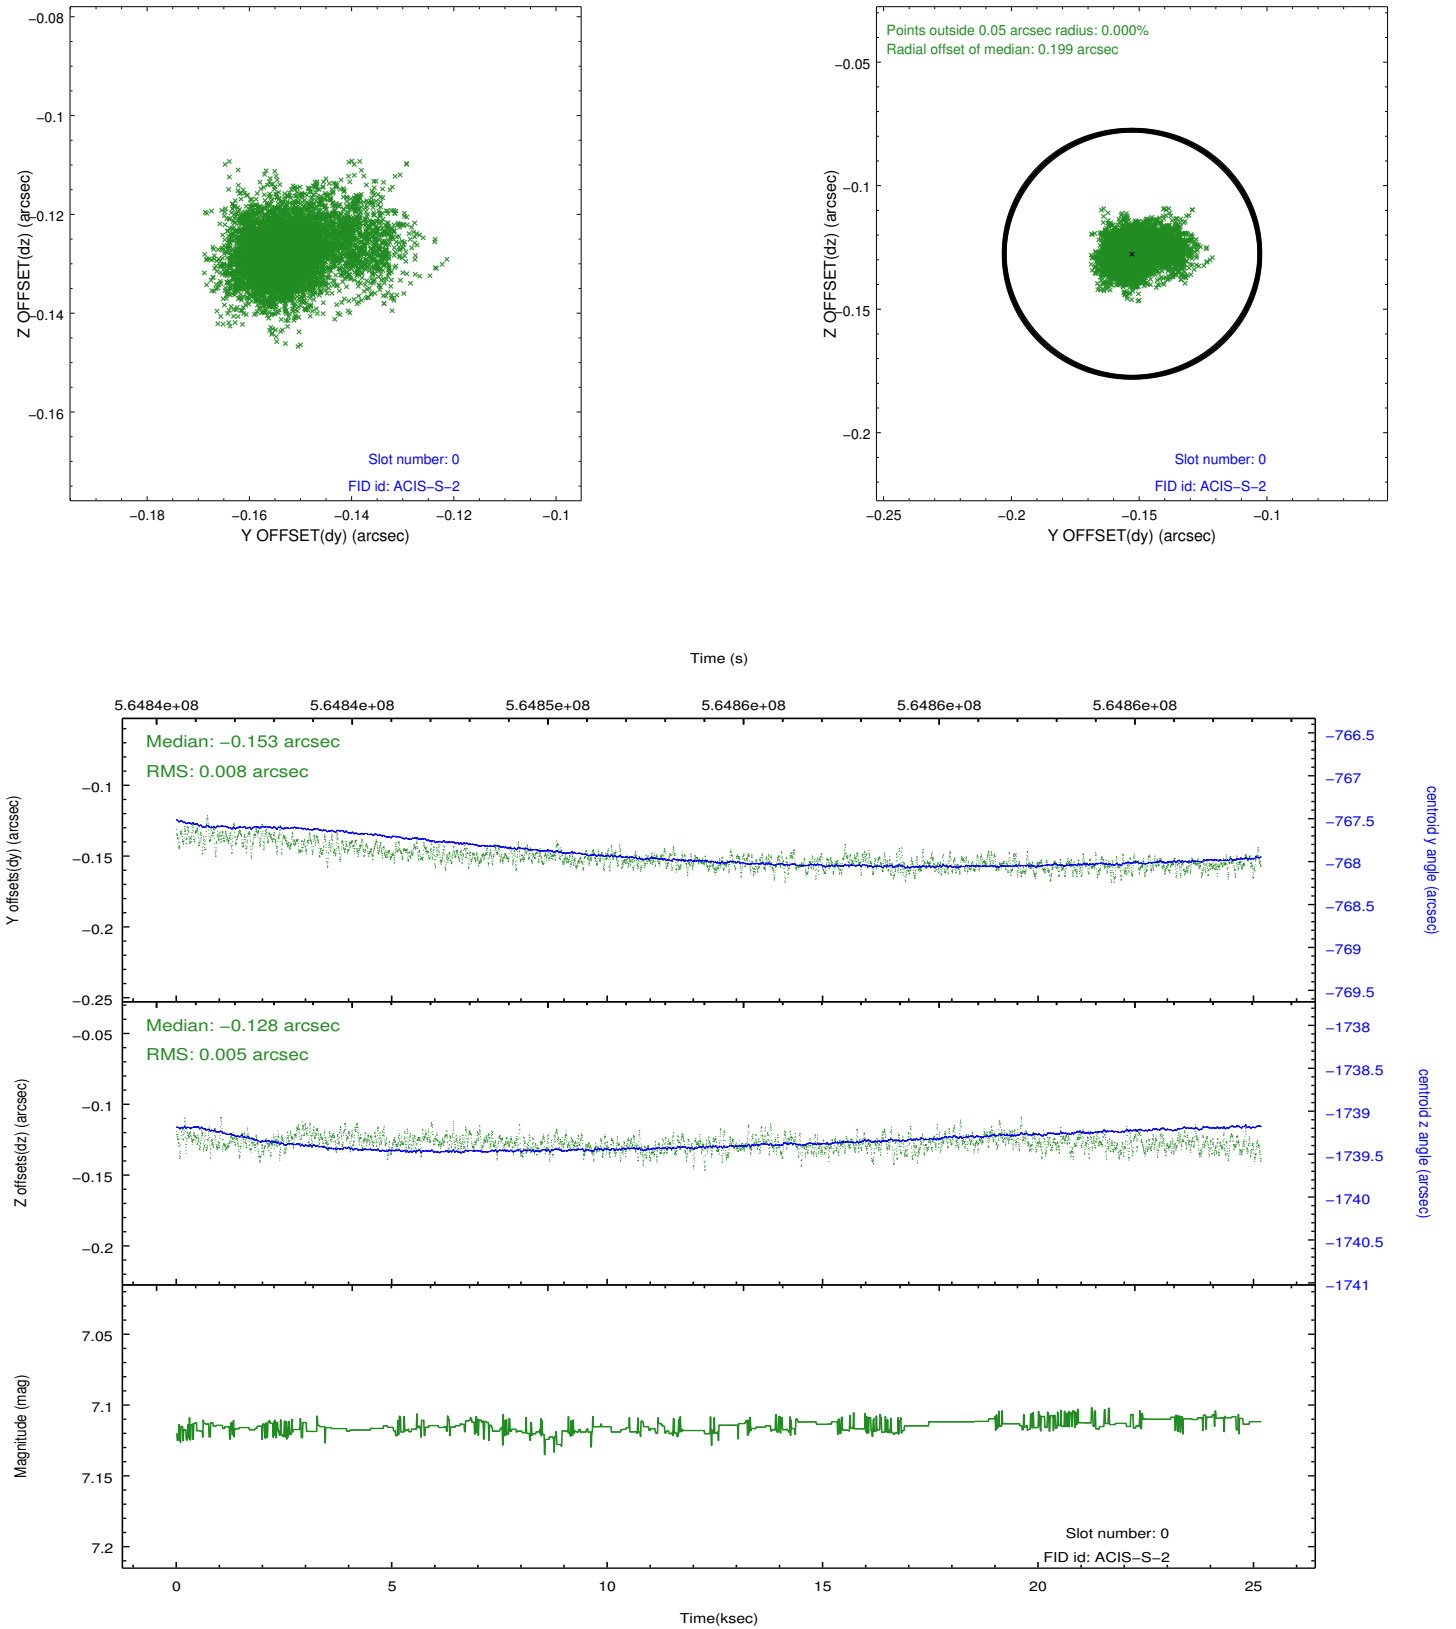 −0.08
−0.1
−0.12
−0.14
−0.16
Z OFFSET(dz) (arcsec)
−0.18
−0.16
−0.14
−0.12
−0.1
Y OFFSET(dy) (arcsec)
Slot number: 0
FID id: ACIS−S−2
Points outside 0.05 arcsec radius: 0.000%
Radial offset of median: 0.199 arcsec
−0.05
−0.1
−0.15
−0.2
Z OFFSET(dz) (arcsec)
−0.25
−0.2
−0.15
−0.1
Y OFFSET(dy) (arcsec)
Slot number: 0
FID id: ACIS−S−2
Time (s)
5.6484e+08
5.6484e+08
5.6485e+08
5.6486e+08
5.6486e+08
5.6486e+08
Median: −0.153 arcsec
RMS: 0.008 arcsec
−0.1
−0.15
−0.2
−0.25
Y offsets(dy) (arcsec)
−766.5
−767
−767.5
−768
−768.5
−769
−769.5
centroid y angle (arcsec)
Median: −0.128 arcsec
RMS: 0.005 arcsec
−0.05
−0.1
−0.15
−0.2
Z offsets(dz) (arcsec)
−1738
−1738.5
−1739
−1739.5
−1740
−1740.5
−1741
centroid z angle (arcsec)
7.05
7.1
7.15
7.2
Magnitude (mag)
Slot number: 0
FID id: ACIS−S−2
0
5
10
15
20
25
Time(ksec)